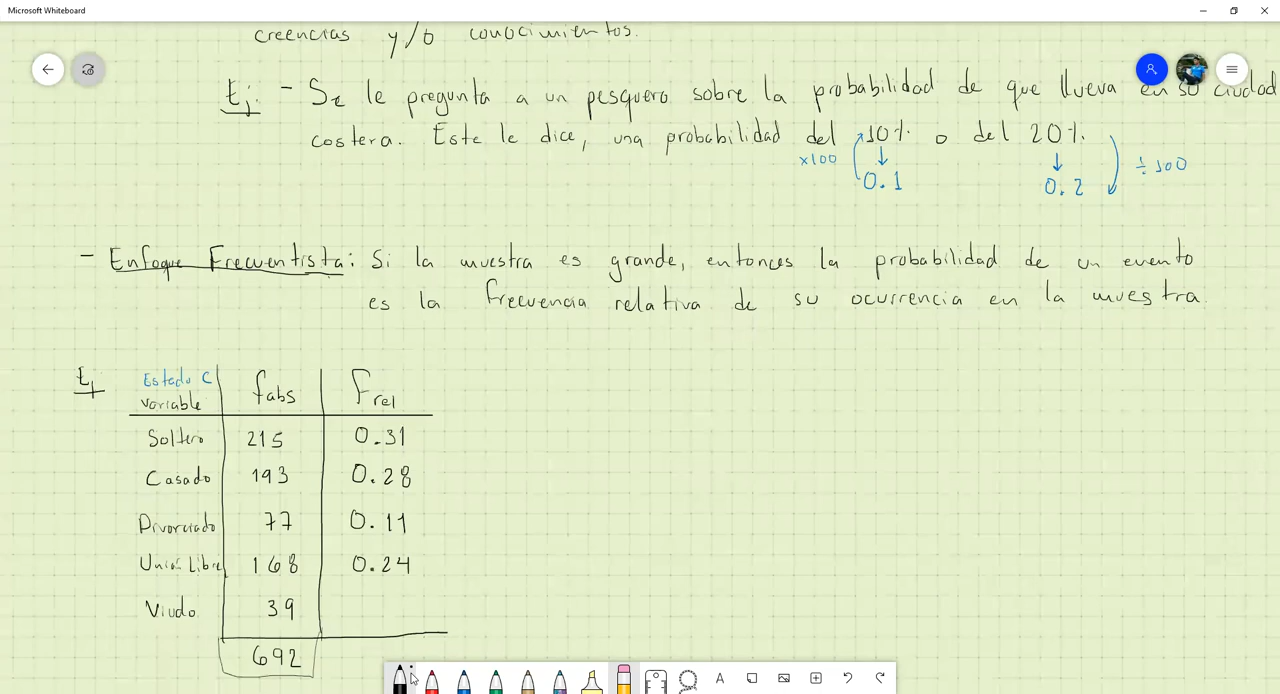 Microsoft Whiteboard
creencias y/o conocimientos.
Ej: - Se le pregunta a un pesquero sobre la probabilidad de que llueva en su ciudad
costera. Este le dice, una probabilidad del 10% o del 20%.
x100 0.1 0.2 ÷100
- Enfoque Frecuentista: Si la muestra es grande, entonces la probabilidad de un evento
es la frecuencia relativa de su ocurrencia en la muestra.
Ej
Estado C
variable fabs Frel
Soltero 215 0.31
Casado 193 0.28
Divorciado 77 0.11
Unión Libre 168 0.24
Viudo 39
692
A